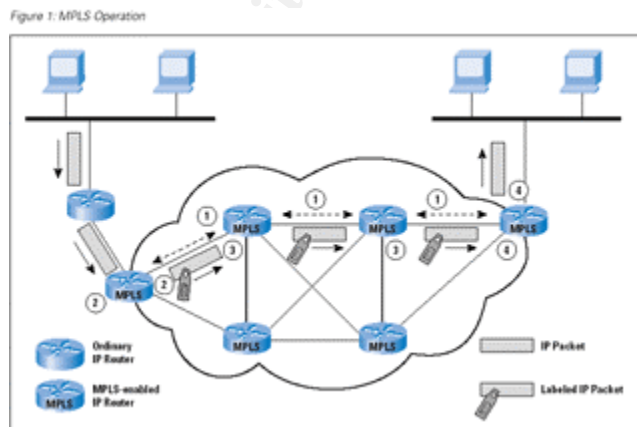 Figure 1: MPLS Operation
1
1
1
4
MPLS
MPLS
MPLS
3
3
4
2
MPLS
2
MPLS
MPLS
Ordinary
IP Router
IP Packet
MPLS
MPLS-enabled
IP Router
Labeled IP Packet